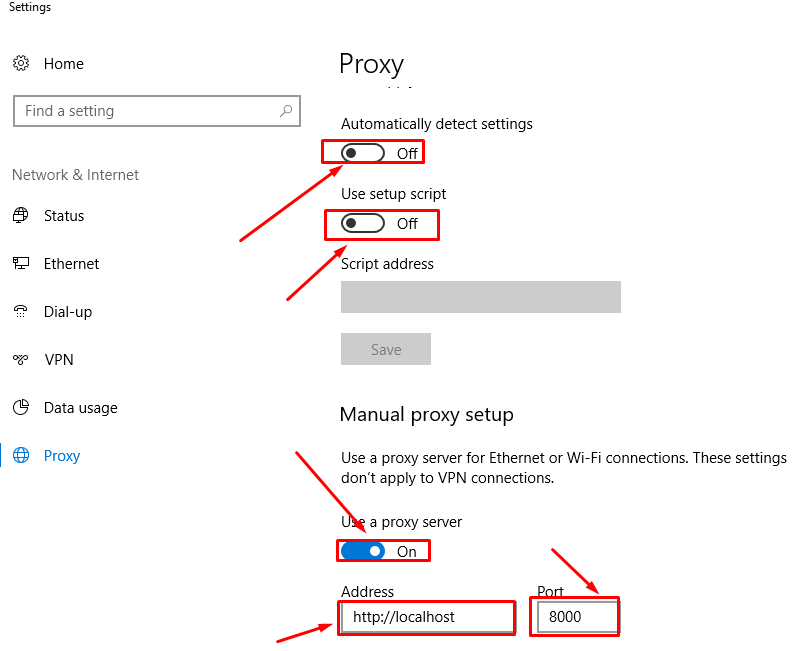 Settings
Home
Find a setting
Network & Internet
Status
Ethernet
Dial-up
VPN
Data usage
Proxy
Proxy
Automatically detect settings
Off
Use setup script
Off
Script address
Save
Manual proxy setup
Use a proxy server for Ethernet or Wi-Fi connections. These settings
don't apply to VPN connections.
Use a proxy server
On
Address
Port
http://localhost
8000